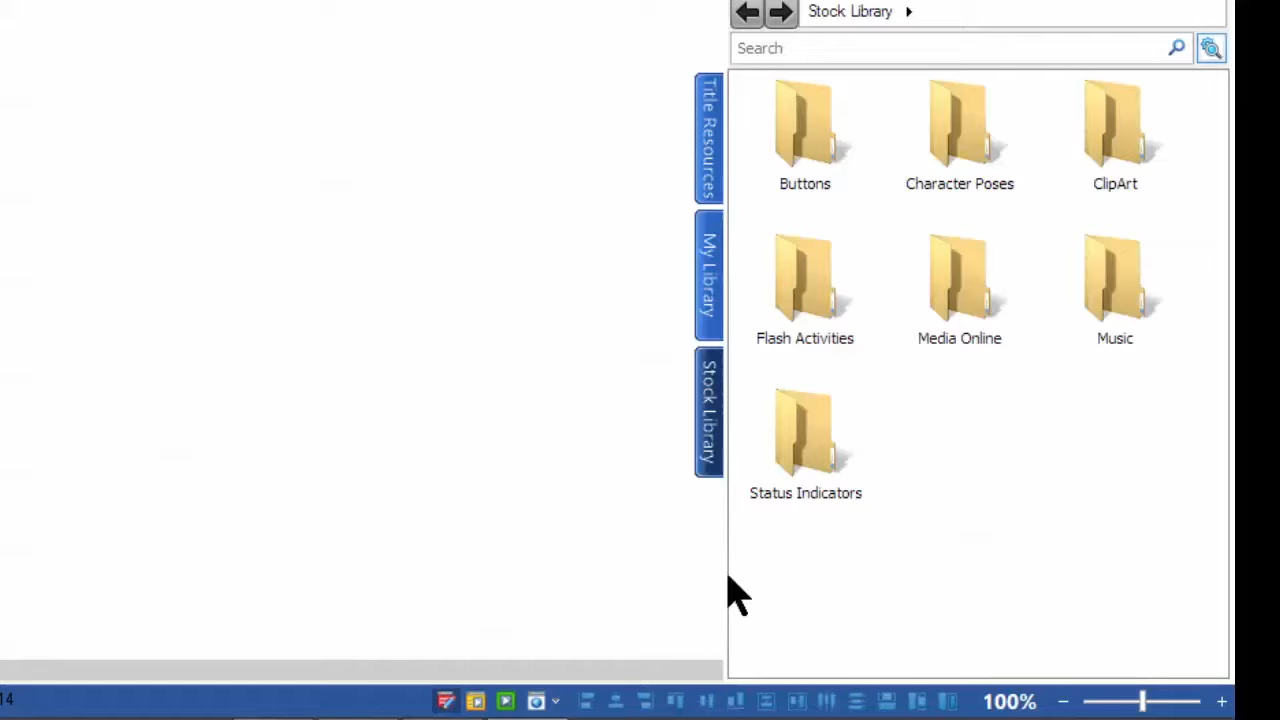 Stock Library
Search
Title Resources
My Library
Stock Library
Buttons
Character Poses
ClipArt
Flash Activities
Media Online
Music
Status Indicators
14
100%